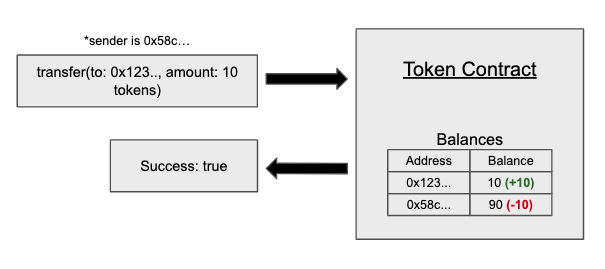 *sender is 0x58c...
transfer(to: 0x123.., amount: 10
tokens)
Success: true
Token Contract
Balances
Address Balance
0x123... 10 (+10)
0x58c... 90 (-10)